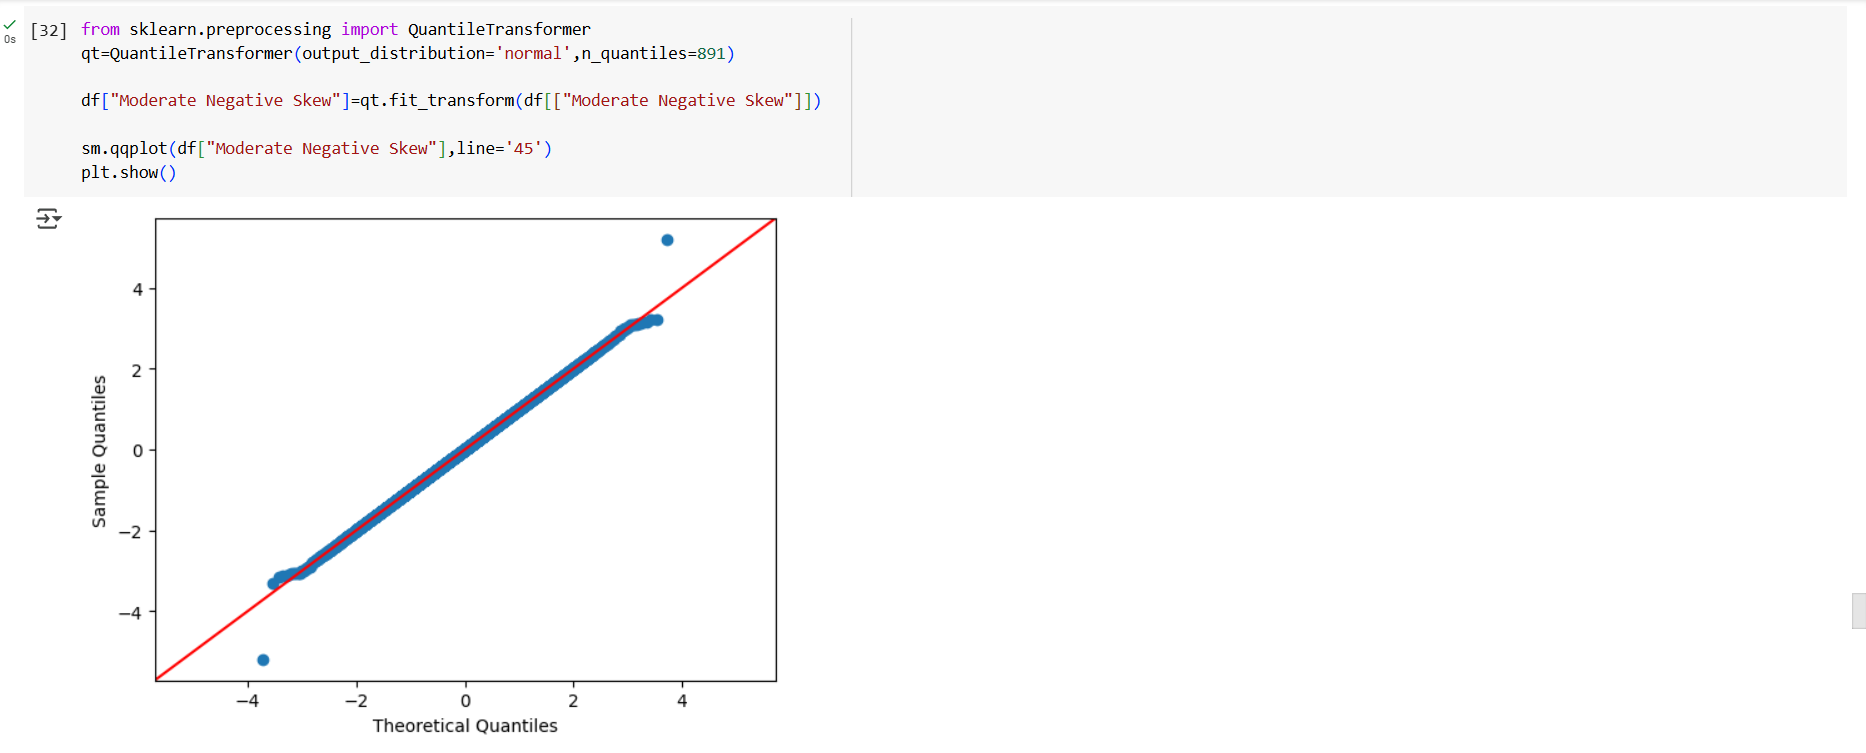 [32] from sklearn.preprocessing import QuantileTransformer
0s
qt=QuantileTransformer(output_distribution='normal',n_quantiles=891)
df["Moderate Negative Skew"]=qt.fit_transform(df[["Moderate Negative Skew"]])
sm.qqplot(df["Moderate Negative Skew"],line='45')
plt.show()
4
2
0
−2
−4
Sample Quantiles
−4 −2 0 2 4
Theoretical Quantiles